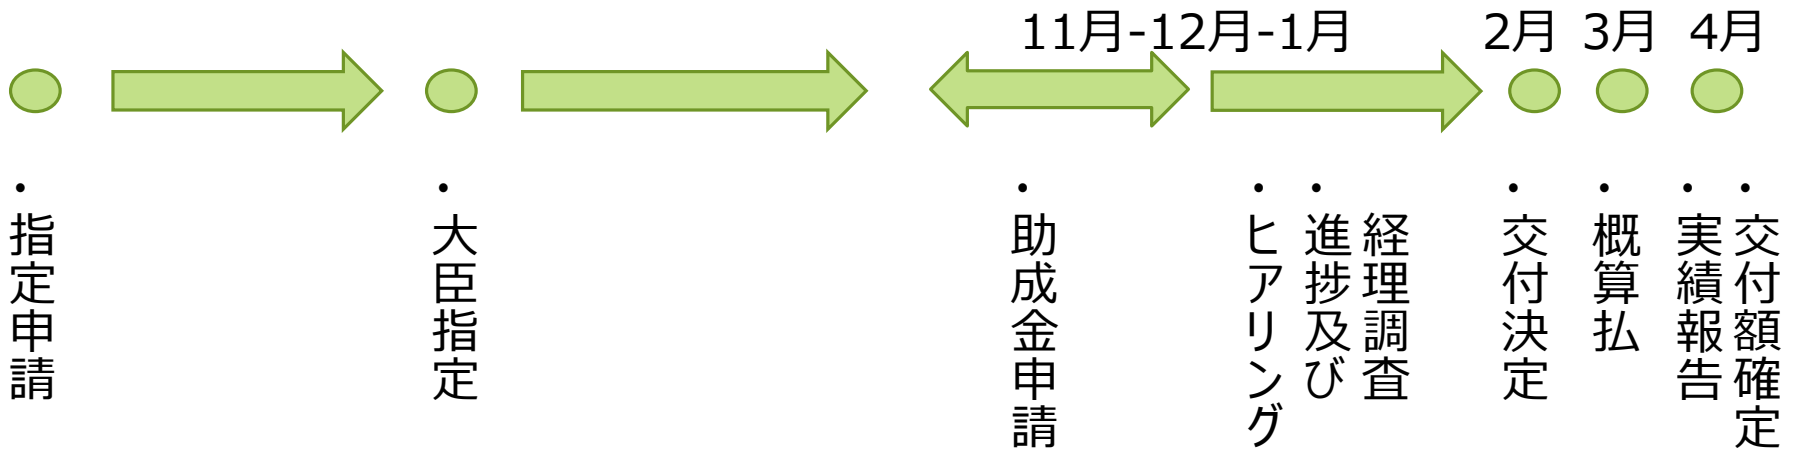 11月-12月-1月
2月
3月
4月
・指定申請
・大臣指定
・助成金申請
・ヒアリング
・進捗及び
経理調査
・交付決定
・概算払
・実績報告
・交付額確定